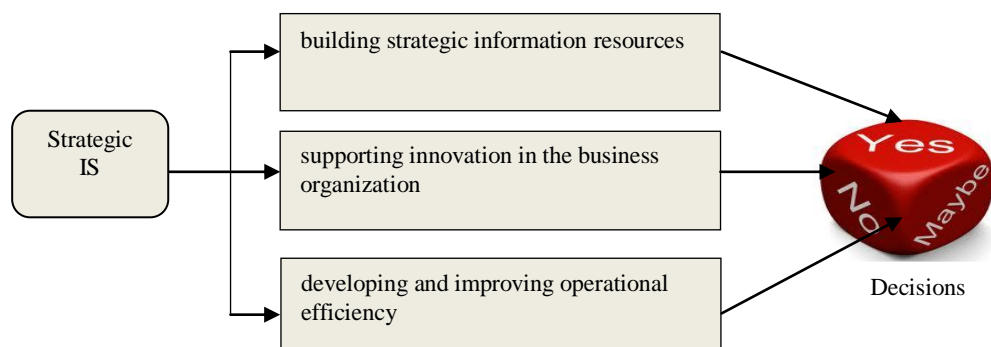 building strategic information resources
Strategic
IS
supporting innovation in the business
organization
developing and improving operational
efficiency
Yes
No
Maybe
Decisions